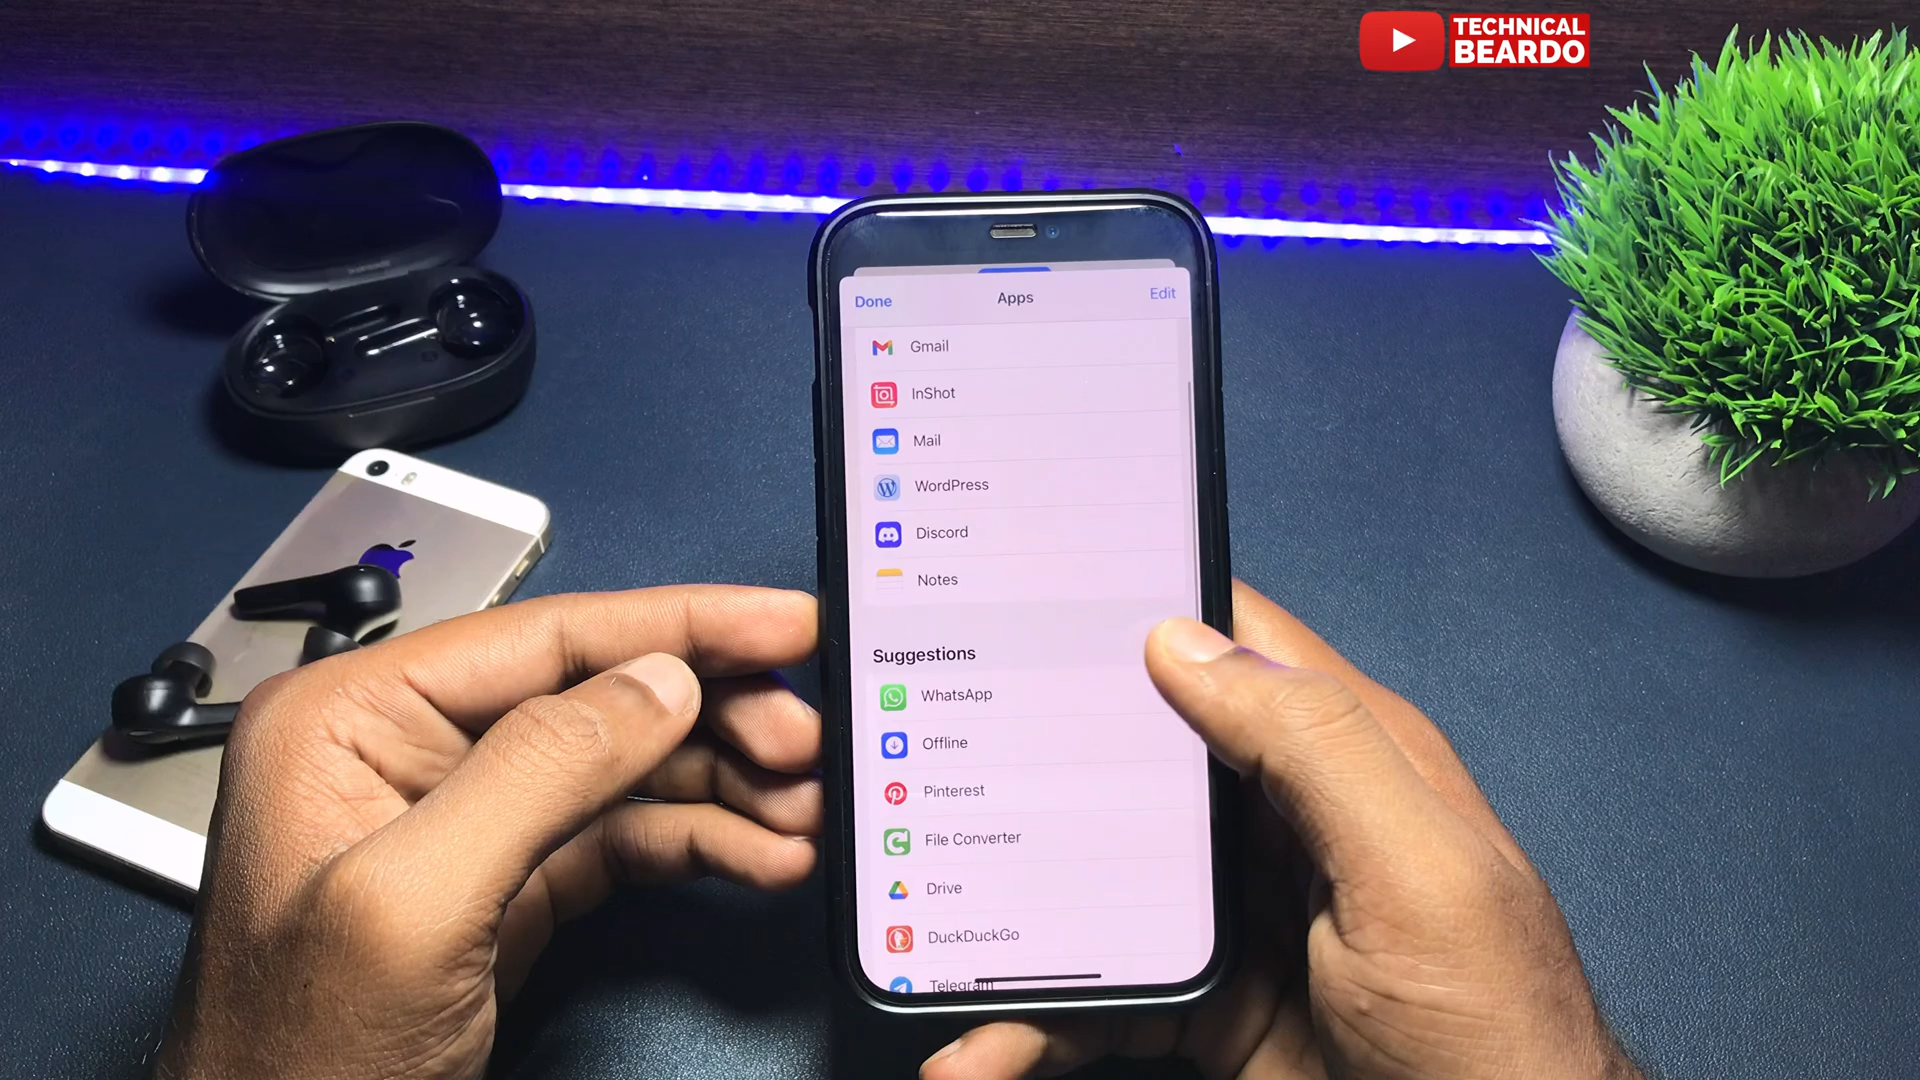 TECHNICAL
BEARDO
Done
Apps
Edit
Gmail
InShot
Mail
WordPress
Discord
Notes
Suggestions
WhatsApp
Offline
Pinterest
File Converter
Drive
DuckDuckGo
Telegram